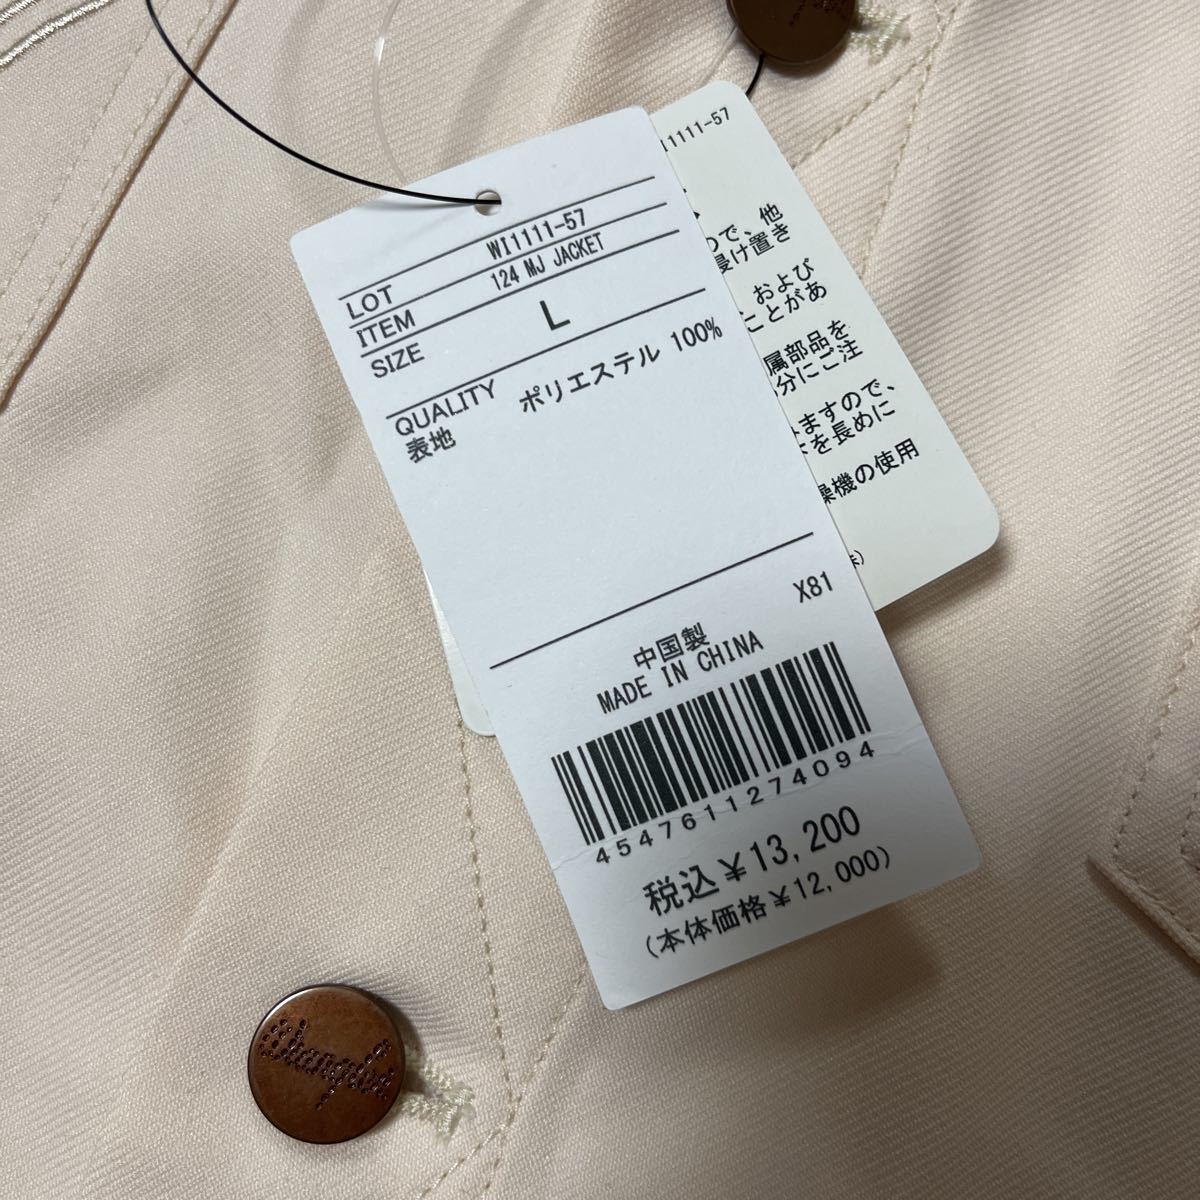 LOT WI1111-57
ITEM 124 MJ JACKET
SIZE L
QUALITY
表地 ポリエステル 100%
X81
中国製
MADE IN CHINA
4547611274094
税込¥13,200
(本体価格¥12,000)
11111-57
ので、他
浸け置き
および
ことがあ
属部品を
分にご注
ますので、
を長めに
燥機の使用
Wrangler